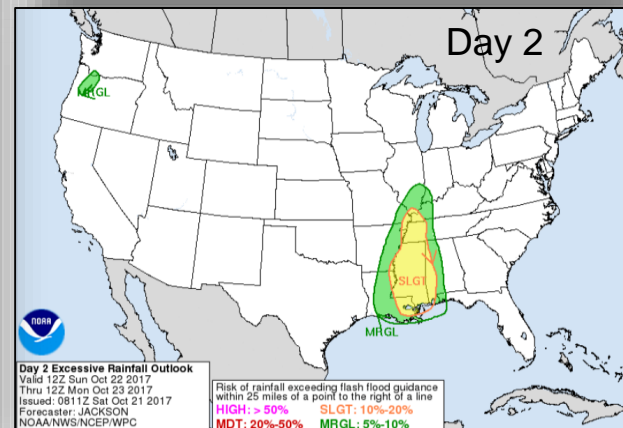 Day 2
MRGL
SLGT
MRGL
NOAA
Day 2 Excessive Rainfall Outlook
Valid 12Z Sun Oct 22 2017
Thru 12Z Mon Oct 23 2017
Issued: 0811Z Sat Oct 21 2017
Forecaster: JACKSON
NOAA/NWS/NCEP/WPC
Risk of rainfall exceeding flash flood guidance
within 25 miles of a point to the right of a line
HIGH: > 50% SLGT: 10%-20%
MDT: 20%-50% MRGL: 5%-10%